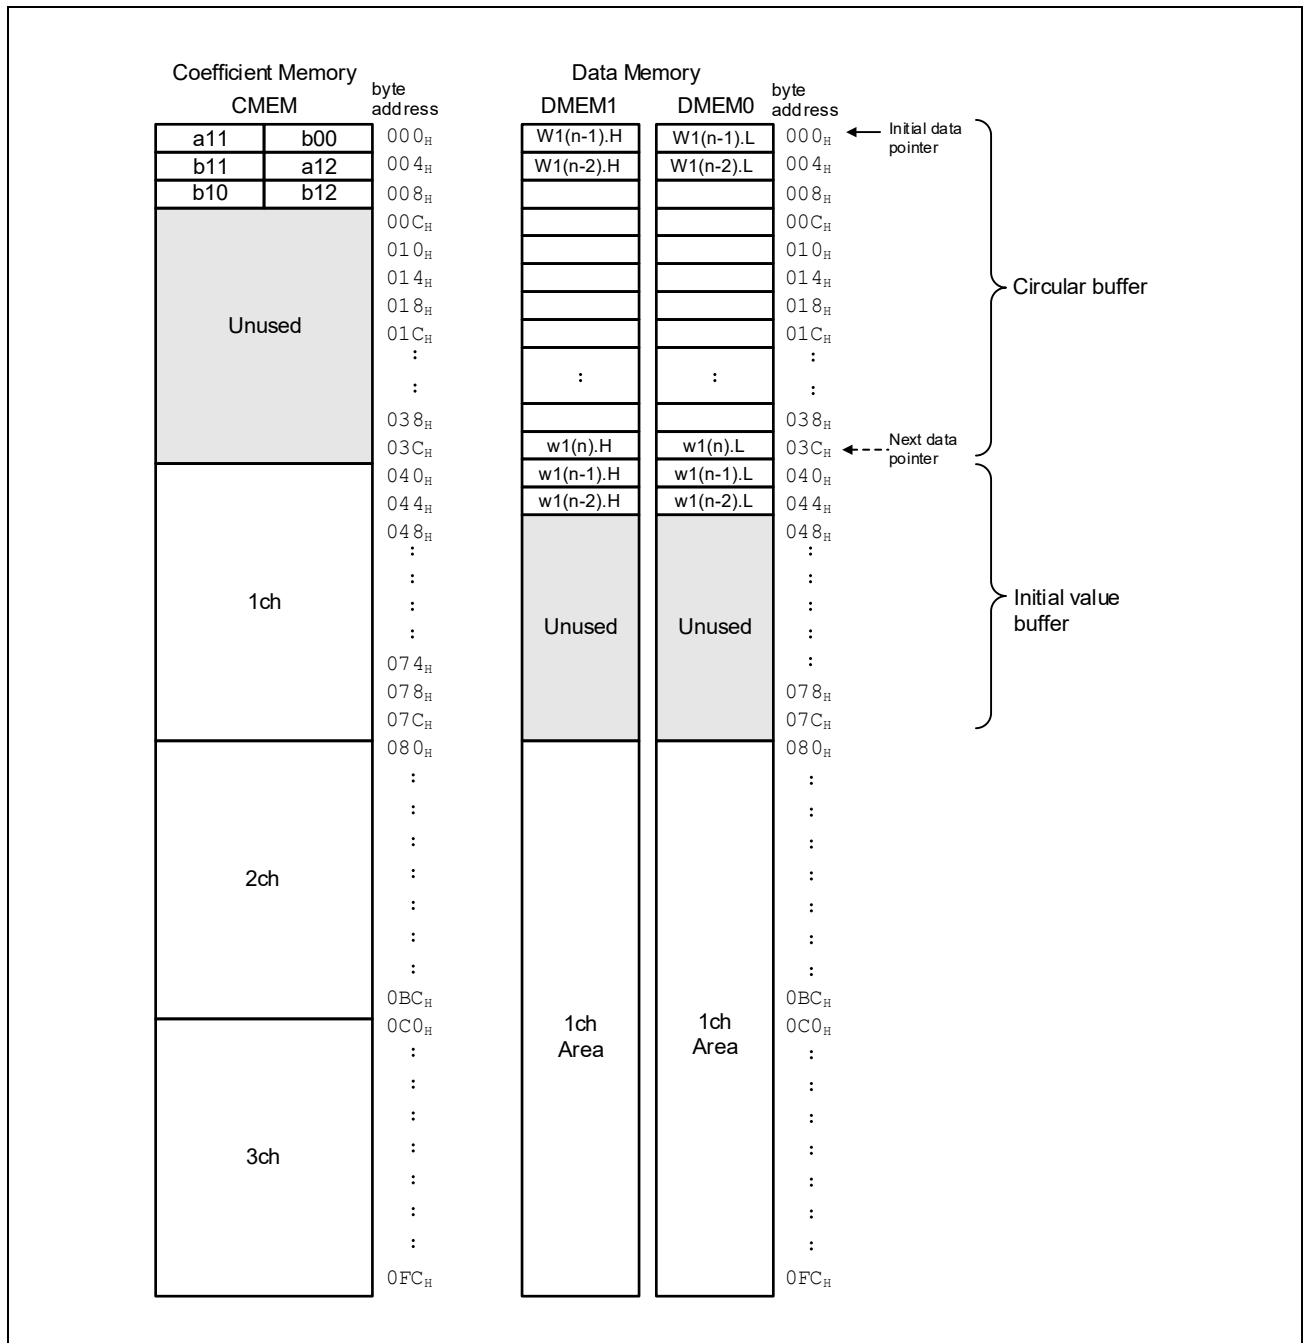 Coefficient Memory
CMEM
byte
address
Data Memory
DMEM1 DMEM0
byte
address
a11 b00 000H W1(n-1).H W1(n-1).L 000H Initial data
pointer
b11 a12 004H W1(n-2).H W1(n-2).L 004H
b10 b12 008H 008H
00CH 00CH
010H 010H
014H 014H
018H 018H
Circular buffer
Unused 01CH 01CH
: :
: : : :
038H 038H
03CH w1(n).H w1(n).L 03CH Next data
pointer
040H w1(n-1).H w1(n-1).L 040H
044H w1(n-2).H w1(n-2).L 044H
048H 048H
: :
: :
1ch : : Initial value
buffer
: Unused Unused :
074H :
078H 078H
07CH 07CH
080H 080H
: :
: :
: :
2ch : :
: :
: :
: :
0BCH 0BCH
0C0H 1ch
Area 1ch
Area 0C0H
: :
: :
: :
3ch : :
: :
: :
: :
0FCH 0FCH